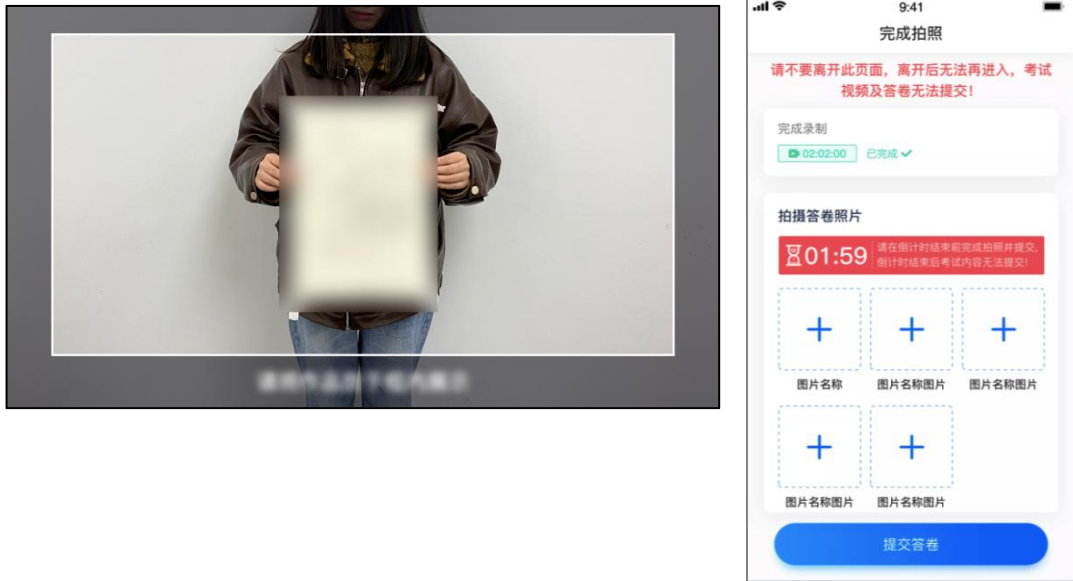 9:41
完成拍照
请不要离开此页面，离开后无法再进入，考试
视频及答卷无法提交！
完成录制
02:02:00 已完成
拍摄答卷照片
01:59
请在倒计时结束前完成拍照并提交,
倒计时结束后考试内容无法提交!
图片名称 图片名称图片 图片名称图片
图片名称图片 图片名称图片
提交答卷